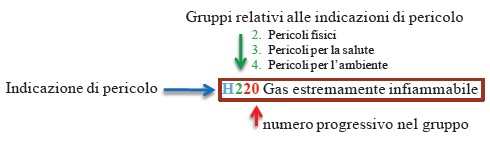 Gruppi relativi alle indicazioni di pericolo
2. Pericoli fisici
3. Pericoli per la salute
4. Pericoli per l'ambiente
Indicazione di pericolo
H220 Gas estremamente infiammabile
numero progressivo nel gruppo